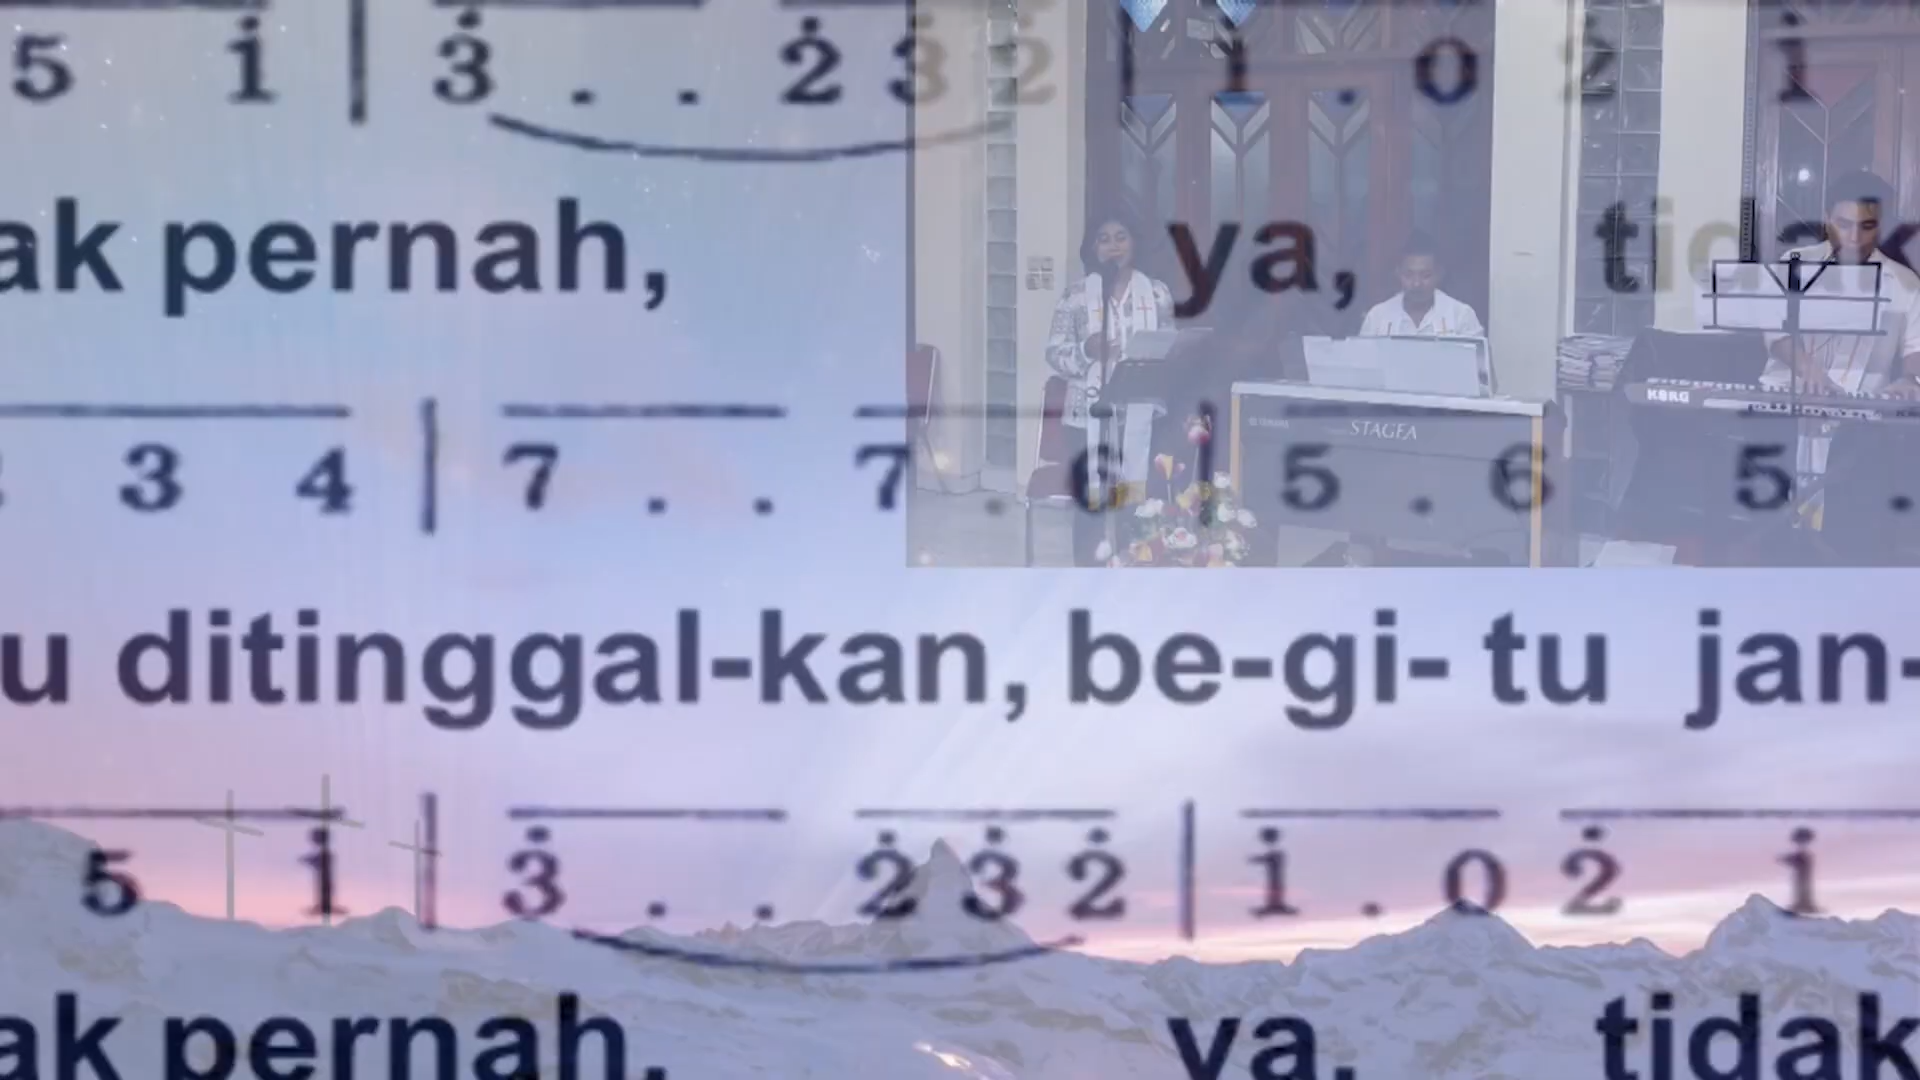 5 i | 3 . . 2 3 2 | i . 0 2 i
ak pernah, ya, tidak
3 4 | 7 . . 7 . 6 | 5 . 6 5 .
STAGEA
KORG
u ditinggal-kan, be-gi- tu jan-
5 i | 3 . . 2 3 2 | i . 0 2 i
ak pernah, ya, tidak